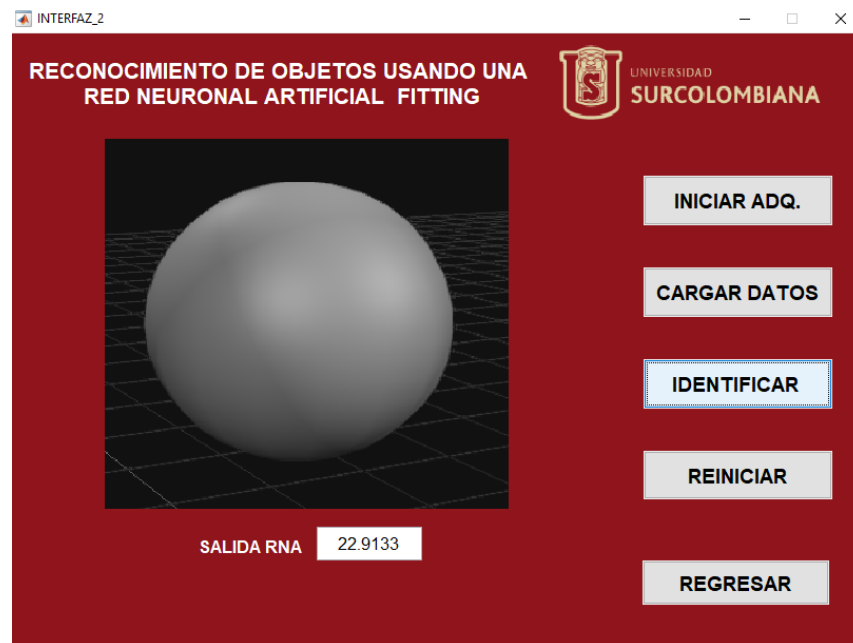 INTERFAZ_2
RECONOCIMIENTO DE OBJETOS USANDO UNA
RED NEURONAL ARTIFICIAL FITTING
UNIVERSIDAD
SURCOLOMBIANA
INICIAR ADQ.
CARGAR DATOS
IDENTIFICAR
REINICIAR
SALIDA RNA 22.9133
REGRESAR